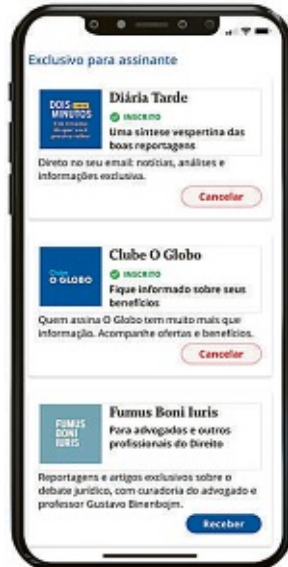 Exclusivo para assinante
DOIS
MINUTOS
Diária Tarde
INSCRITO
Uma síntese vespertina das
boas reportagens
Direto no seu email: notícias, análises e
informações exclusiva.
Cancelar
Clube
O GLOBO
Clube O Globo
INSCRITO
Fique informado sobre seus
benefícios
Quem assina O Globo tem muito mais que
informação. Acompanhe ofertas e benefícios.
Cancelar
FUMUS
BONI
IURIS
Fumus Boni Iuris
Para advogados e outros
profissionais do Direito
Reportagens e artigos exclusivos sobre o
debate jurídico, com curadoria do advogado e
professor Gustavo Binenbojm.
Receber